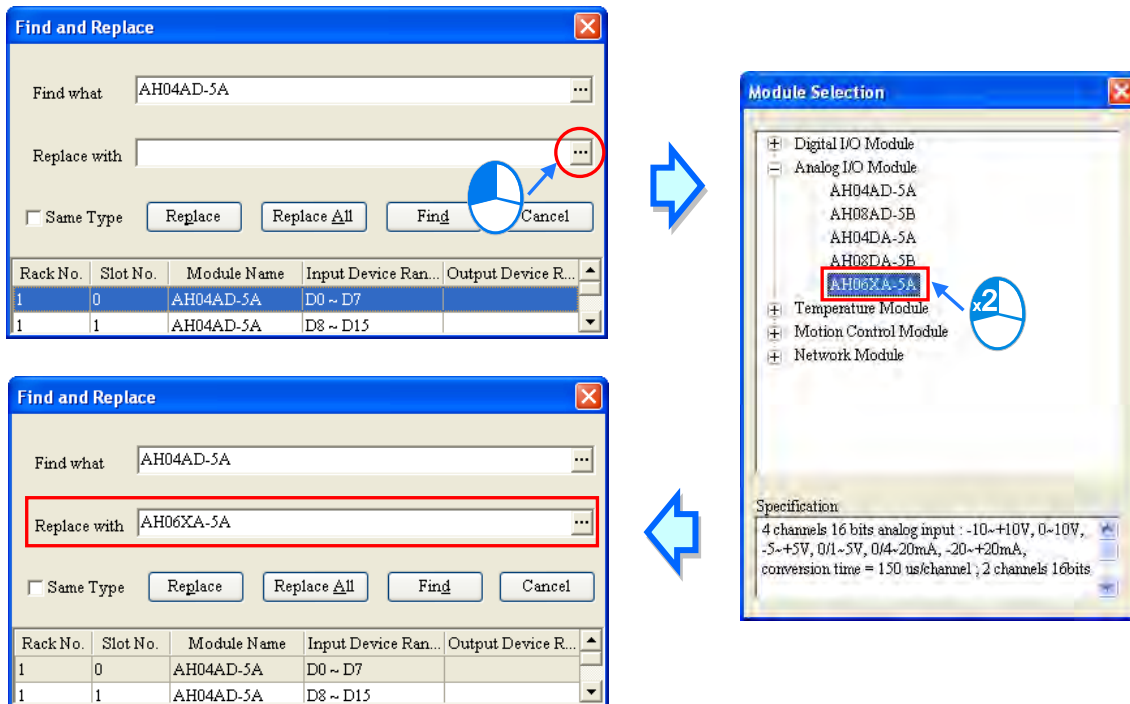 Find and Replace
Find what AH04AD-5A ...
Replace with ...
Same Type Replace Replace All Find Cancel
Rack No. Slot No. Module Name Input Device Ran... Output Device R...
1 0 AH04AD-5A D0 ~ D7
1 1 AH04AD-5A D8 ~ D15
Module Selection
Digital I/O Module
Analog I/O Module
AH04AD-5A
AH08AD-5B
AH04DA-5A
AH08DA-5B
AH06XA-5A
x2
Temperature Module
Motion Control Module
Network Module
Specification
4 channels 16 bits analog input : -10~+10V, 0~10V,
-5~+5V, 0/1~5V, 0/4~20mA, -20~+20mA,
conversion time = 150 us/channel ; 2 channels 16bits
Find and Replace
Find what AH04AD-5A ...
Replace with AH06XA-5A ...
Same Type Replace Replace All Find Cancel
Rack No. Slot No. Module Name Input Device Ran... Output Device R...
1 0 AH04AD-5A D0 ~ D7
1 1 AH04AD-5A D8 ~ D15